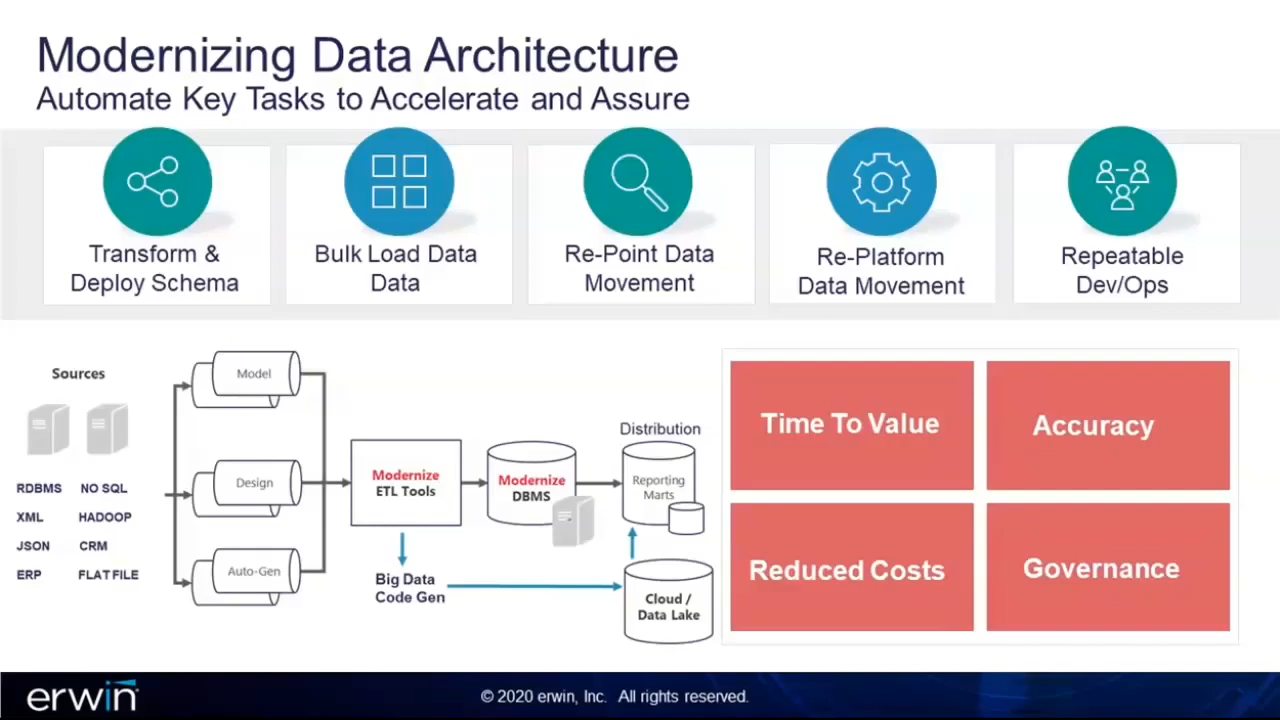 Modernizing Data Architecture
Automate Key Tasks to Accelerate and Assure
Transform &
Deploy Schema
Bulk Load Data
Data
Re-Point Data
Movement
Re-Platform
Data Movement
Repeatable
Dev/Ops
Sources
RDBMS NO SQL
XML HADOOP
JSON CRM
ERP FLAT FILE
Model
Design
Auto-Gen
Modernize
ETL Tools
Big Data
Code Gen
Modernize
DBMS
Distribution
Reporting
Marts
Cloud /
Data Lake
Time To Value
Accuracy
Reduced Costs
Governance
erwin
© 2020 erwin, Inc. All rights reserved.